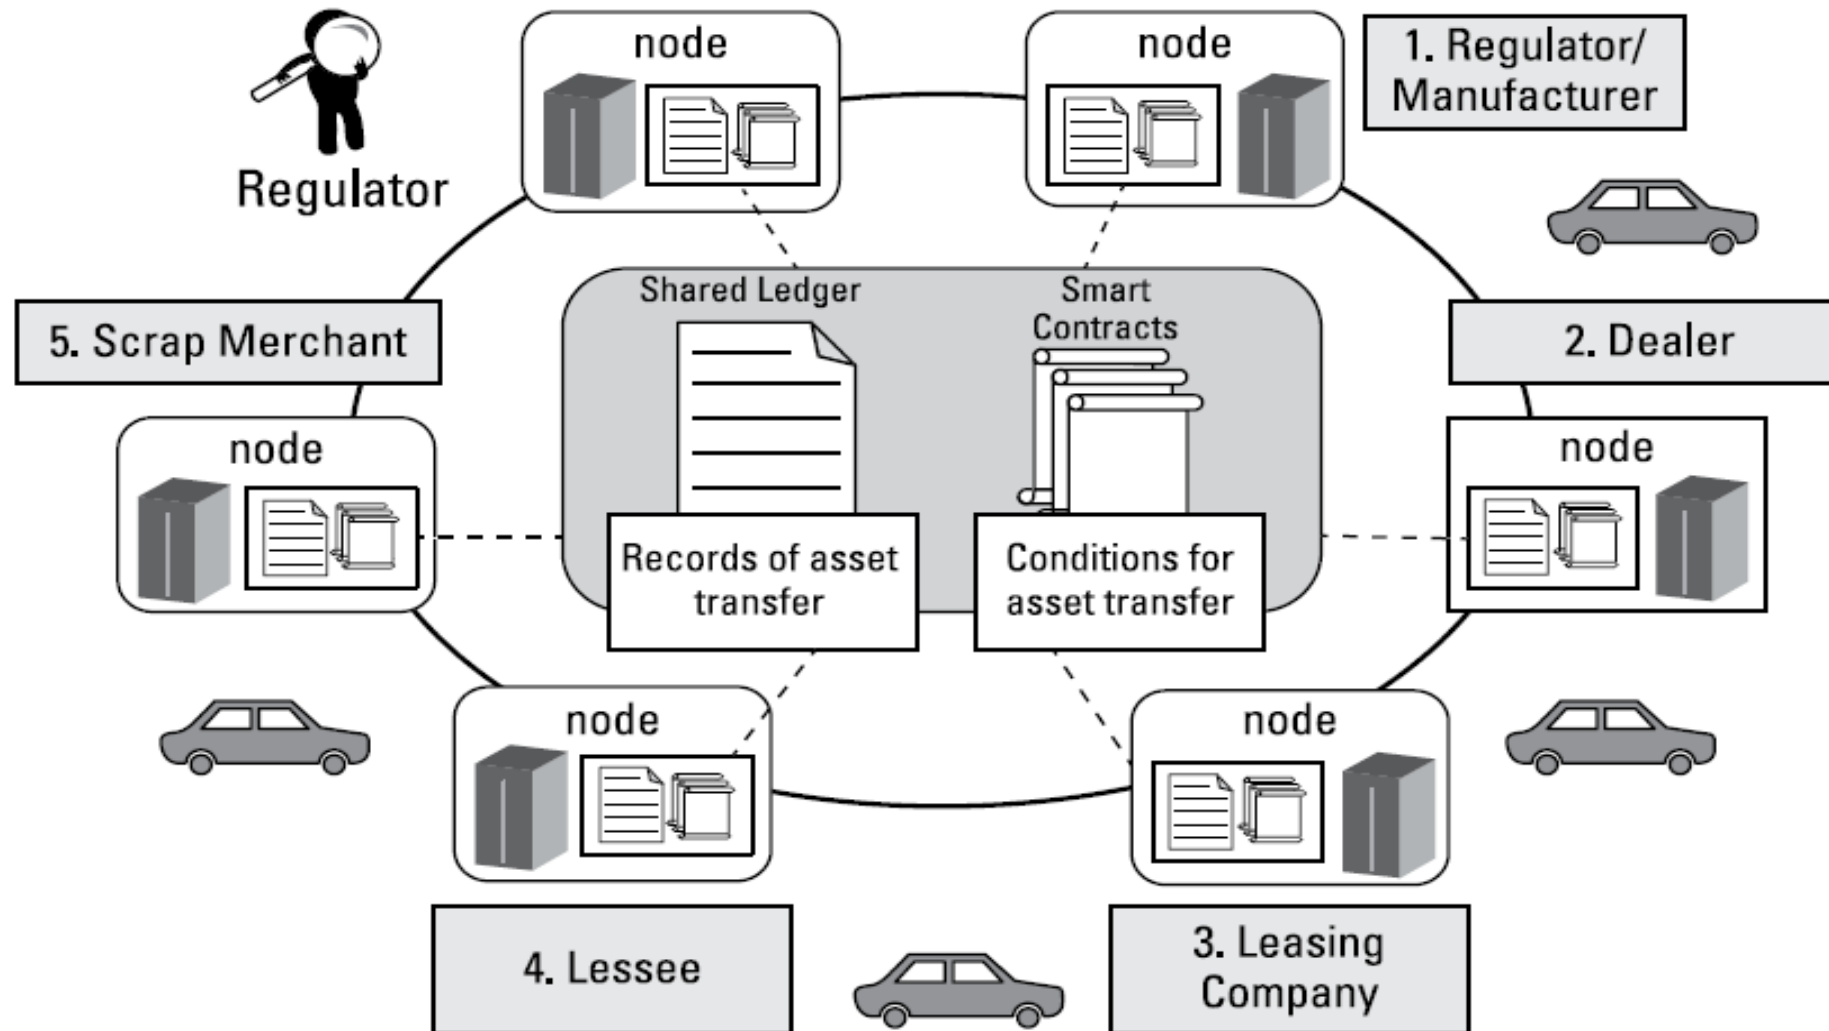 node
node
1. Regulator/
Manufacturer
Regulator
Shared Ledger
Smart
Contracts
5. Scrap Merchant
2. Dealer
node
node
Records of asset
transfer
Conditions for
asset transfer
node
node
4. Lessee
3. Leasing
Company